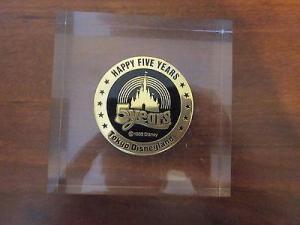 HAPPY FIVE YEARS
5years
© 1988 Disney
Tokyo Disneyland